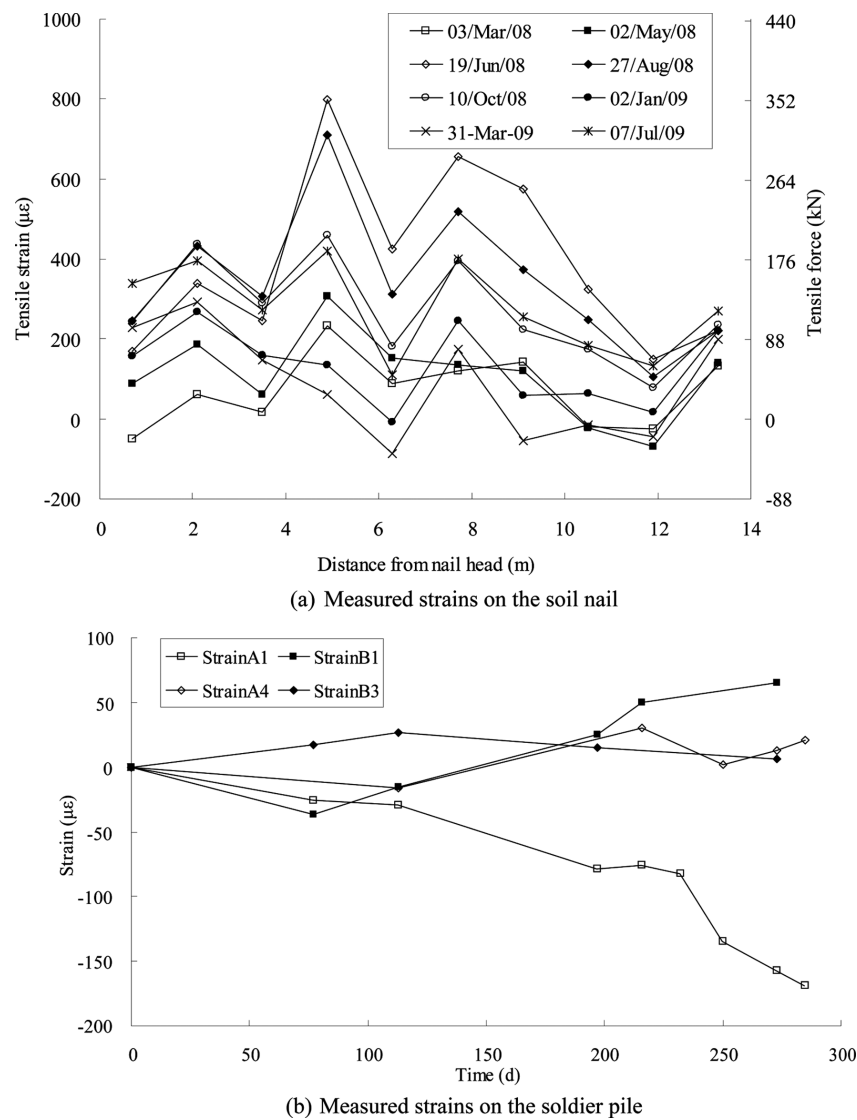 1000
800
600
400
200
0
-200
Tensile strain (με)
03/Mar/08
02/May/08
19/Jun/08
27/Aug/08
10/Oct/08
02/Jan/09
31-Mar-09
07/Jul/09
440
352
264
176
88
0
-88
Tensile force (kN)
0 2 4 6 8 10 12 14
Distance from nail head (m)
(a) Measured strains on the soil nail
100
50
0
-50
-100
-150
-200
Strain (με)
StrainA1
StrainB1
StrainA4
StrainB3
0 50 100 150 200 250 300
Time (d)
(b) Measured strains on the soldier pile